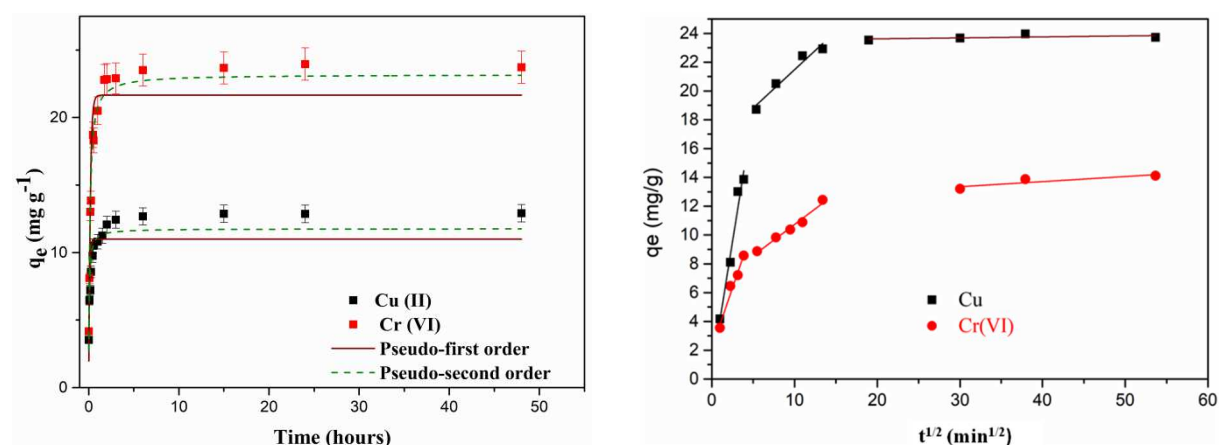 q_e (mg g^-1)
20
10
0
Cu (II)
Cr (VI)
Pseudo-first order
Pseudo-second order
0 10 20 30 40 50
Time (hours)
qe (mg/g)
26
24
22
20
18
16
14
12
10
8
6
4
2
0
Cu
Cr(VI)
0 10 20 30 40 50 60
t^1/2 (min^1/2)